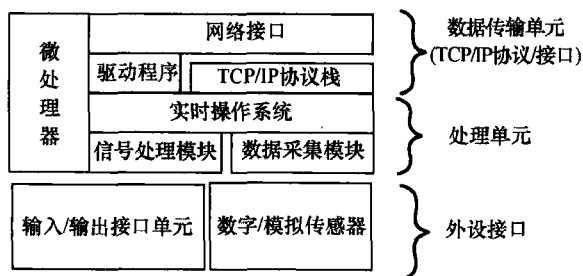 微
处
理
器
网络接口
驱动程序
TCP/IP协议栈
实时操作系统
信号处理模块
数据采集模块
输入/输出接口单元
数字/模拟传感器
数据传输单元
(TCP/IP协议/接口)
处理单元
外设接口